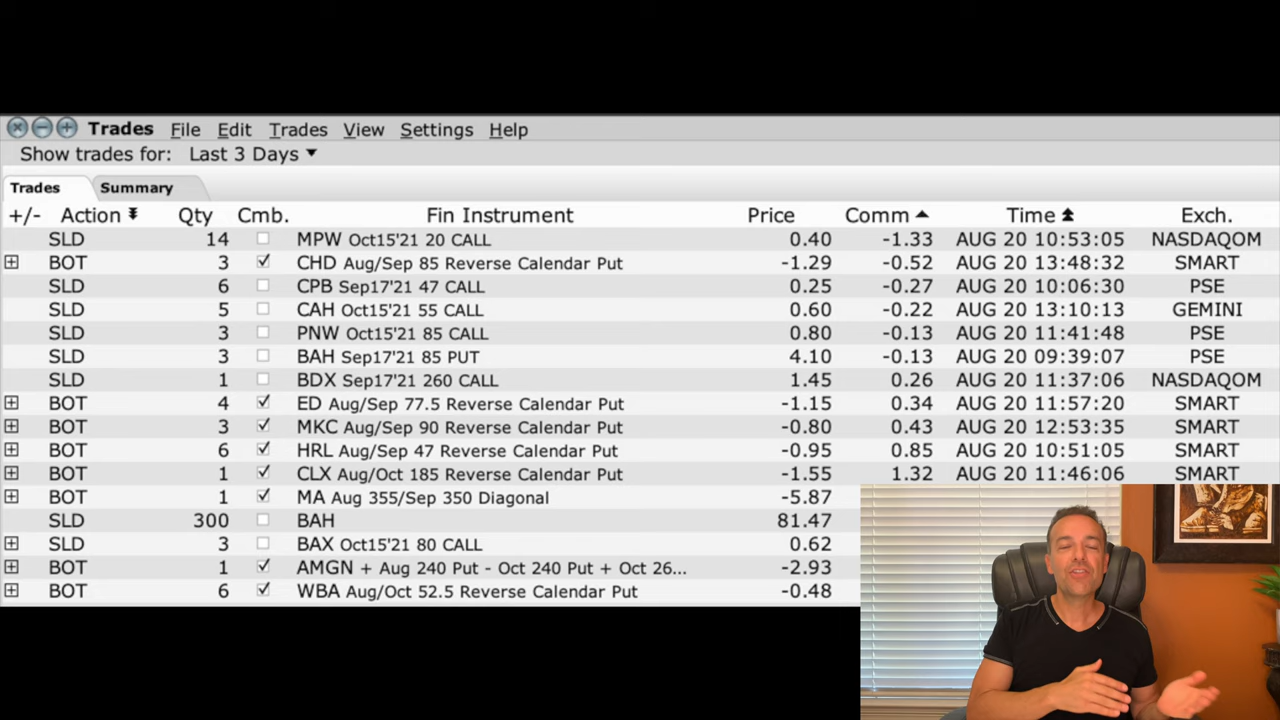 Trades File Edit Trades View Settings Help
Show trades for: Last 3 Days
Trades Summary
+/- Action Qty Cmb. Fin Instrument Price Comm Time Exch.
SLD 14 MPW Oct15'21 20 CALL 0.40 -1.33 AUG 20 10:53:05 NASDAQOM
BOT 3 CHD Aug/Sep 85 Reverse Calendar Put -1.29 -0.52 AUG 20 13:48:32 SMART
SLD 6 CPB Sep17'21 47 CALL 0.25 -0.27 AUG 20 10:06:30 PSE
SLD 5 CAH Oct15'21 55 CALL 0.60 -0.22 AUG 20 13:10:13 GEMINI
SLD 3 PNW Oct15'21 85 CALL 0.80 -0.13 AUG 20 11:41:48 PSE
SLD 3 BAH Sep17'21 85 PUT 4.10 -0.13 AUG 20 09:39:07 PSE
SLD 1 BDX Sep17'21 260 CALL 1.45 0.26 AUG 20 11:37:06 NASDAQOM
BOT 4 ED Aug/Sep 77.5 Reverse Calendar Put -1.15 0.34 AUG 20 11:57:20 SMART
BOT 3 MKC Aug/Sep 90 Reverse Calendar Put -0.80 0.43 AUG 20 12:53:35 SMART
BOT 6 HRL Aug/Sep 47 Reverse Calendar Put -0.95 0.85 AUG 20 10:51:05 SMART
BOT 1 CLX Aug/Oct 185 Reverse Calendar Put -1.55 1.32 AUG 20 11:46:06 SMART
BOT 1 MA Aug 355/Sep 350 Diagonal -5.87
SLD 300 BAH 81.47
SLD 3 BAX Oct15'21 80 CALL 0.62
BOT 1 AMGN + Aug 240 Put - Oct 240 Put + Oct 26... -2.93
BOT 6 WBA Aug/Oct 52.5 Reverse Calendar Put -0.48